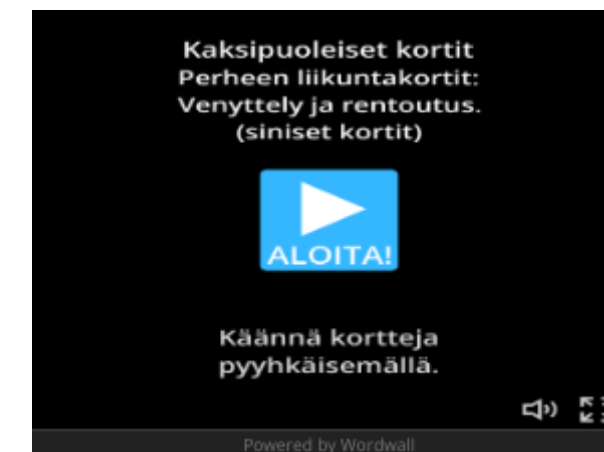 Kaksipuoleiset kortit
Perheen liikuntakortit:
Venyttely ja rentoutus.
(siniset kortit)
ALOITA!
Käännä kortteja
pyyhkäisemällä.
Powered by Wordwall